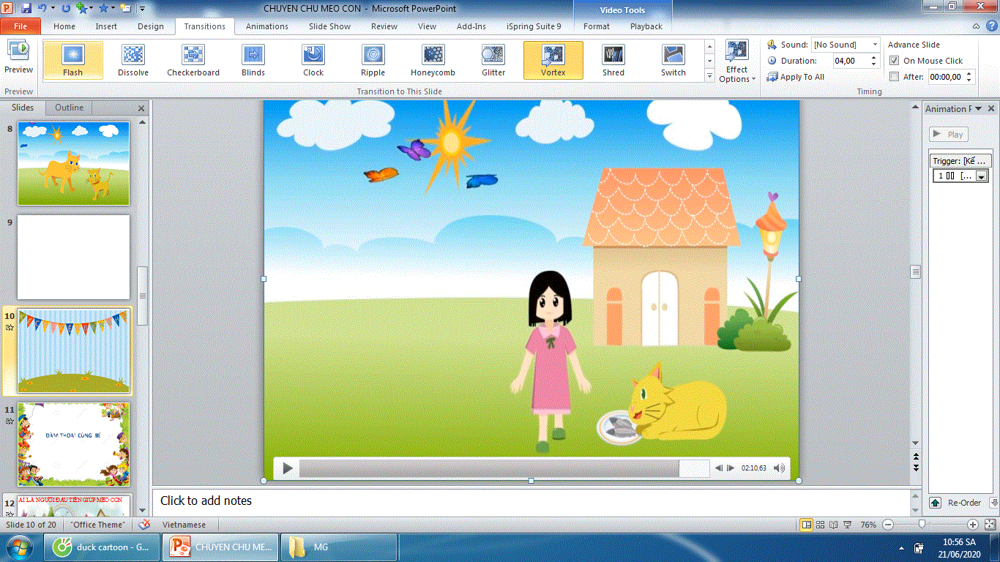 CHUYEN CHU MEO CON - Microsoft PowerPoint
Video Tools
File Home Insert Design Transitions Animations Slide Show Review View Add-Ins iSpring Suite 9 Format Playback
Preview
Flash Dissolve Checkerboard Blinds Clock Ripple Honeycomb Glitter Vortex Shred Switch
Effect
Options
Sound: [No Sound]
Duration: 04,00
Apply To All
Advance Slide
On Mouse Click
After: 00:00,00
Preview Transition to This Slide Timing
Slides Outline
8
9
10
11
ĐÀM THOẠI CÙNG BÉ
12
AI LÀ NGƯỜI ĐẦU TIÊN GIÚP MÈO CON
02:10,63
Click to add notes
Animation P
Play
Trigger: [Kế ...
1 [...
Re-Order
Slide 10 of 20 "Office Theme" Vietnamese 76%
duck cartoon - G... CHUYEN CHU ME... MG
10:56 SA
21/06/2020